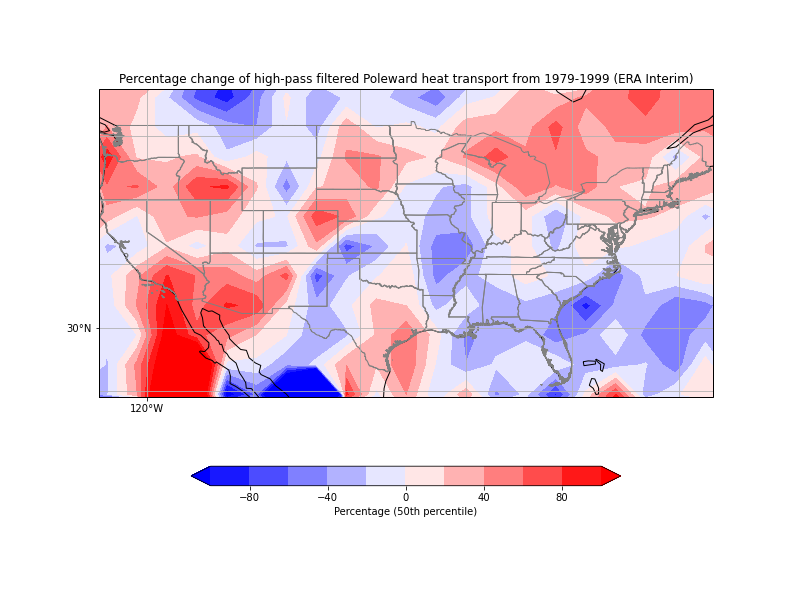 Percentage change of high-pass filtered Poleward heat transport from 1979-1999 (ERA Interim)
30°N
120°W
−80 −40 0 40 80
Percentage (50th percentile)